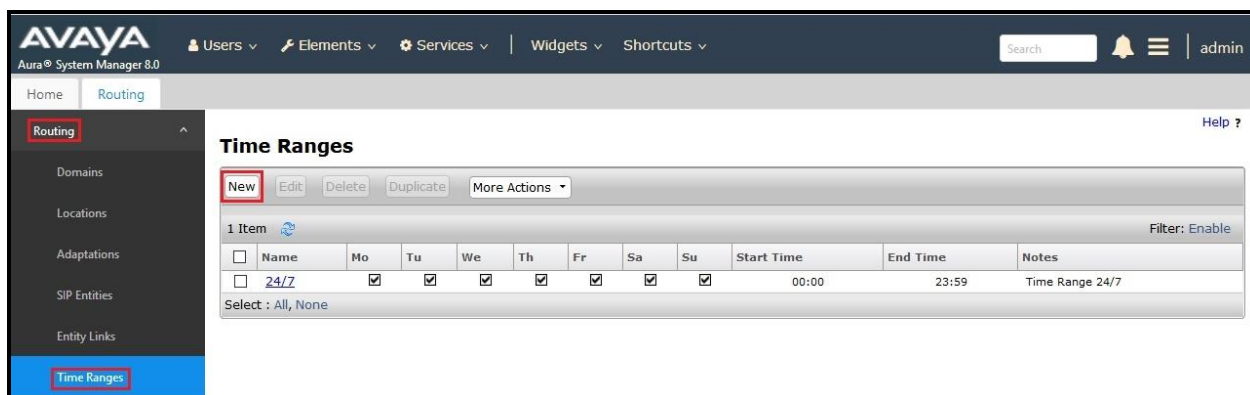 AVAYA
Aura® System Manager 8.0
Users Elements Services Widgets Shortcuts Search admin
Home Routing
Routing
Domains
Locations
Adaptations
SIP Entities
Entity Links
Time Ranges
Help ?
Time Ranges
New Edit Delete Duplicate More Actions
1 Item Filter: Enable
Name Mo Tu We Th Fr Sa Su Start Time End Time Notes
24/7 00:00 23:59 Time Range 24/7
Select : All, None